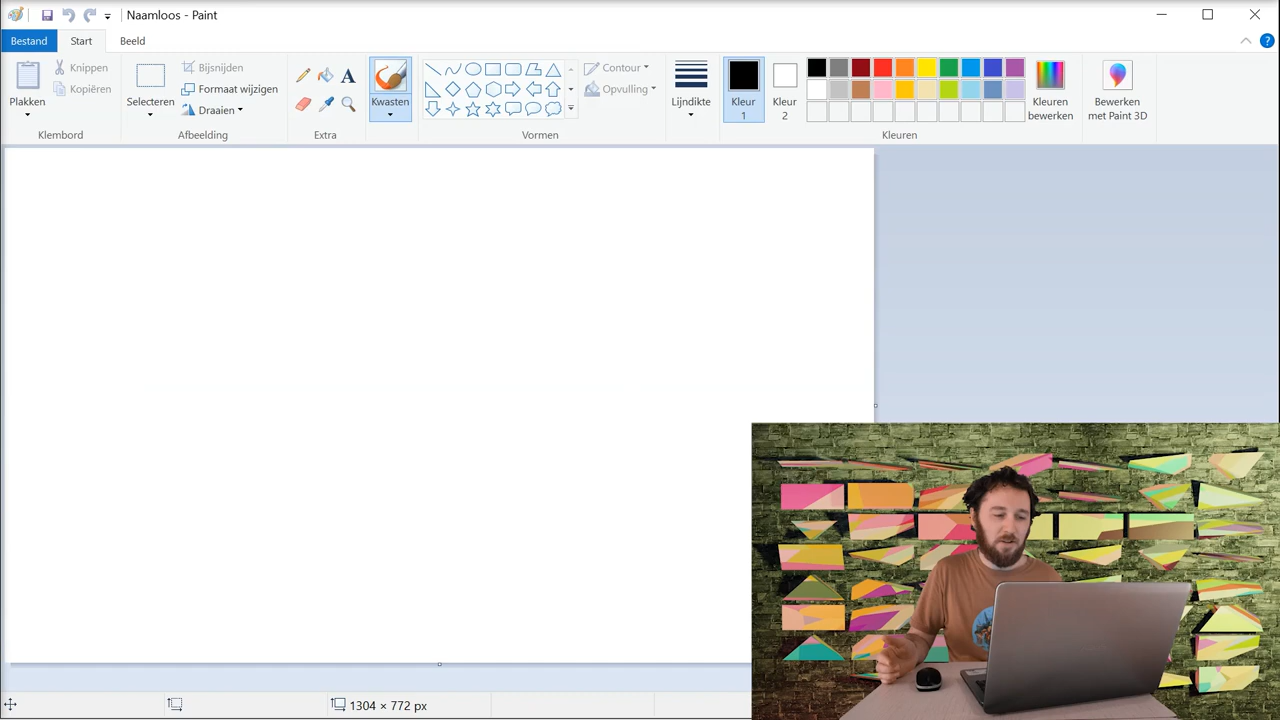 Naamloos - Paint
Bestand Start Beeld
Plakken
Knippen
Kopiëren
Klembord
Selecteren
Bijsnijden
Formaat wijzigen
Draaien
Afbeelding
A
Extra
Kwasten
Vormen
Contour
Opvulling
Lijndikte
Kleur
1
Kleur
2
Kleuren
Kleuren
bewerken
Bewerken
met Paint 3D
?
1304 × 772 px